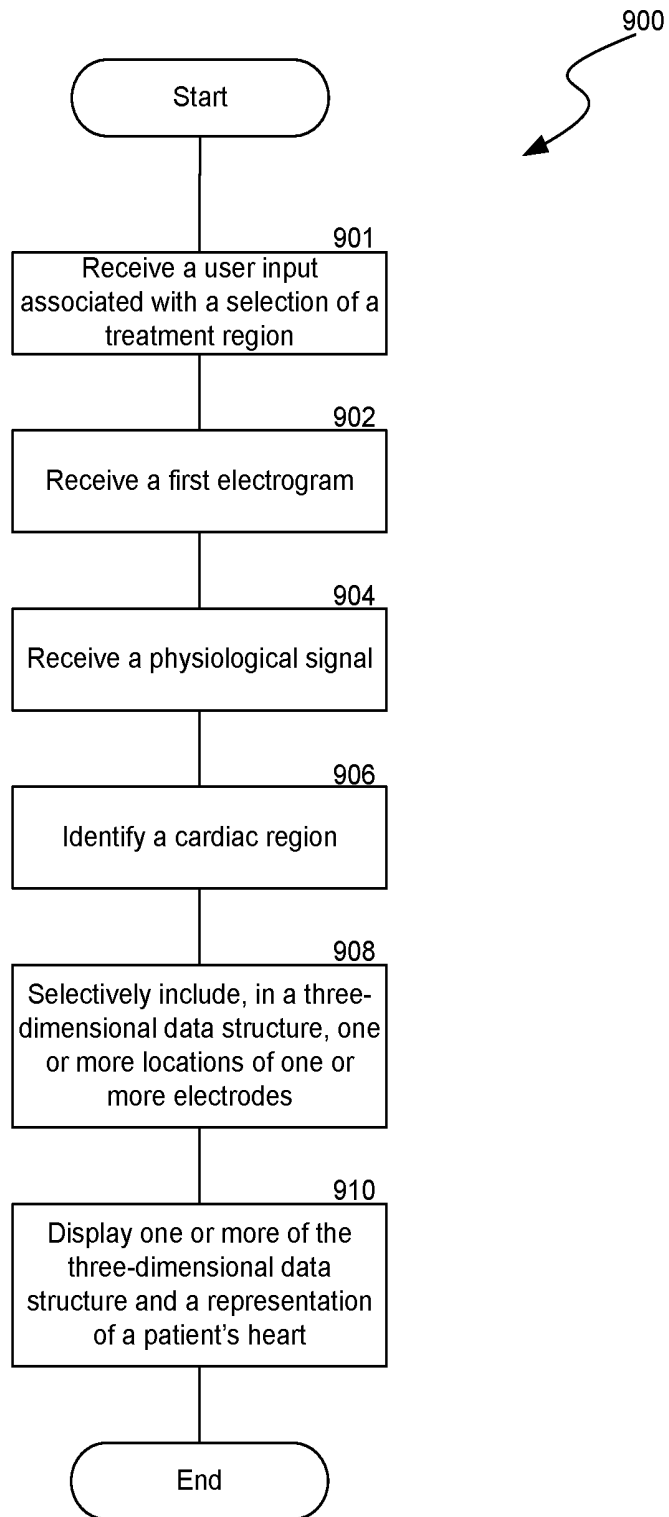 900
Start
901
Receive a user input
associated with a selection of a
treatment region
902
Receive a first electrogram
904
Receive a physiological signal
906
Identify a cardiac region
908
Selectively include, in a three-
dimensional data structure, one
or more locations of one or
more electrodes
910
Display one or more of the
three-dimensional data
structure and a representation
of a patient's heart
End